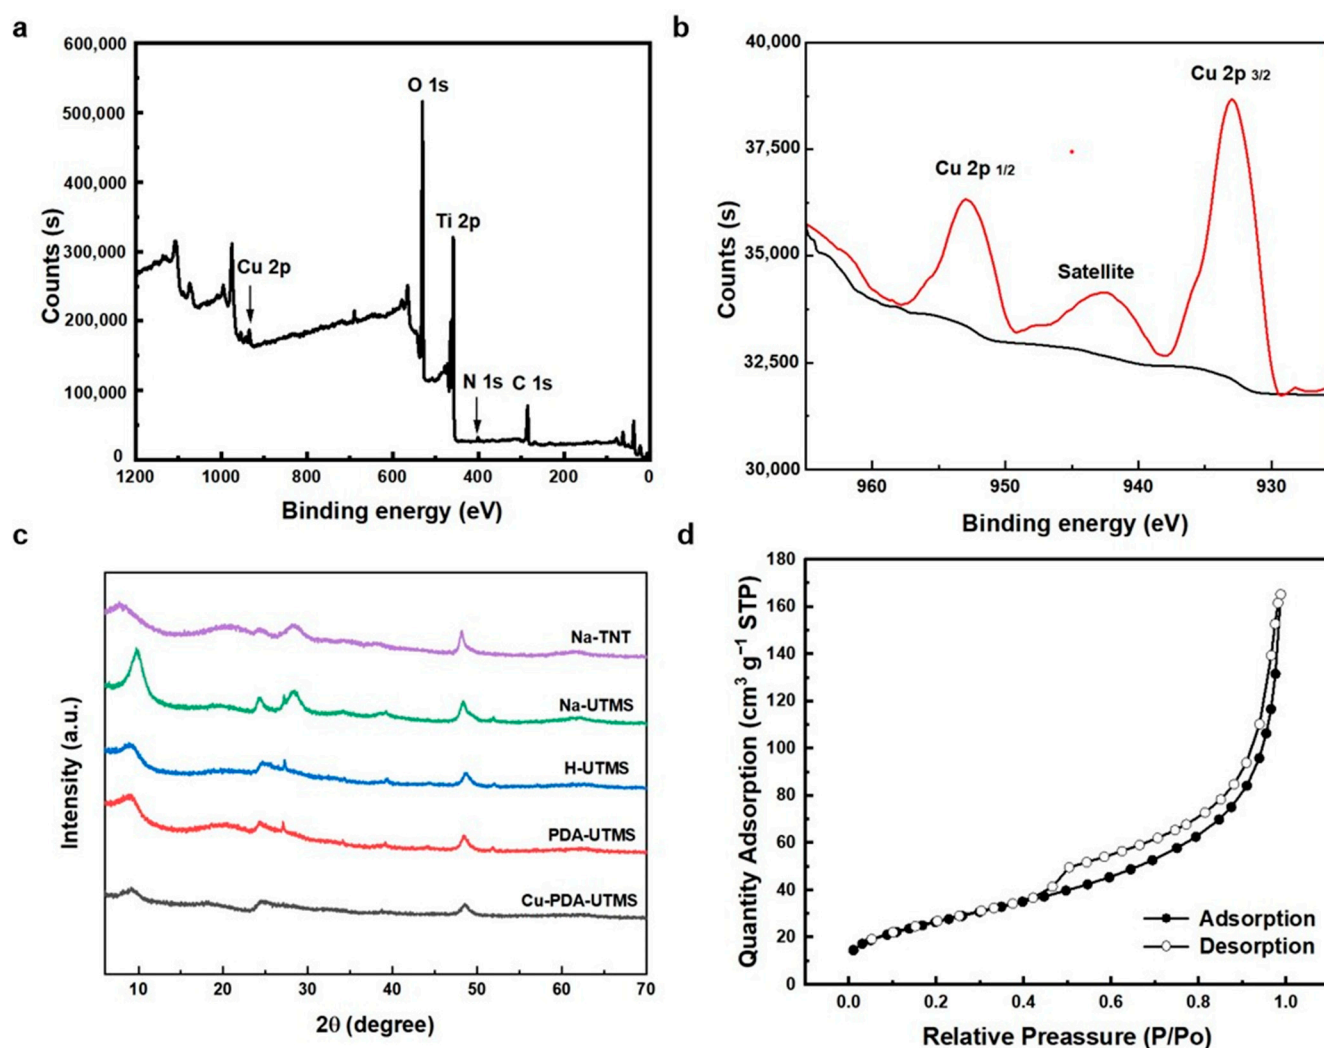 a
600,000
500,000
400,000
300,000
200,000
100,000
0
Counts (s)
O 1s
Ti 2p
Cu 2p
N 1s
C 1s
1200
1000
800
600
400
200
0
Binding energy (eV)
b
40,000
37,500
35,000
32,500
30,000
Counts (s)
Cu 2p 3/2
Cu 2p 1/2
Satellite
960
950
940
930
Binding energy (eV)
c
Intensity (a.u.)
Na-TNT
Na-UTMS
H-UTMS
PDA-UTMS
Cu-PDA-UTMS
10
20
30
40
50
60
70
2θ (degree)
d
180
160
140
120
100
80
60
40
20
0
Quantity Adsorption (cm³ g⁻¹ STP)
Adsorption
Desorption
0.0
0.2
0.4
0.6
0.8
1.0
Relative Preassure (P/Po)